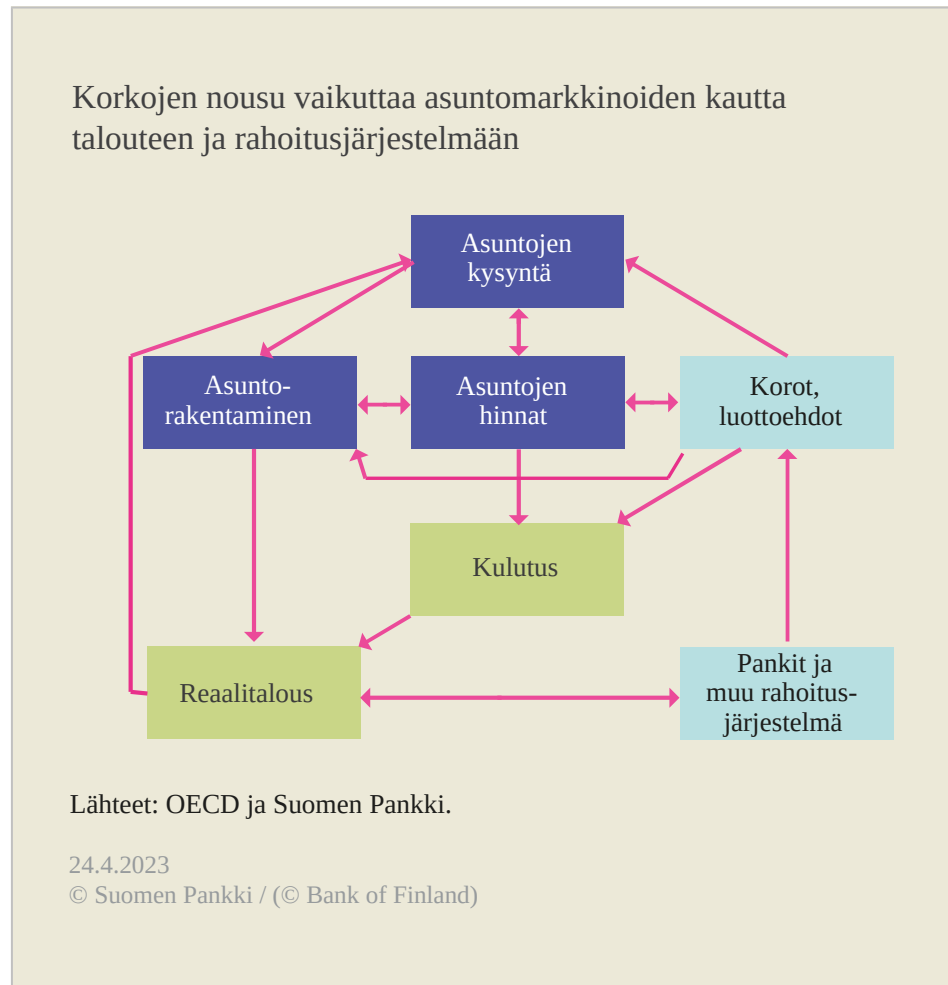 Korkojen nousu vaikuttaa asuntomarkkinoiden kautta
talouteen ja rahoitusjärjestelmään
Asuntojen
kysyntä
Asunto-
rakentaminen
Asuntojen
hinnat
Korot,
luottoehdot
Kulutus
Reaalitalous
Pankit ja
muu rahoitus-
järjestelmä
Lähteet: OECD ja Suomen Pankki.
24.4.2023
© Suomen Pankki / (© Bank of Finland)